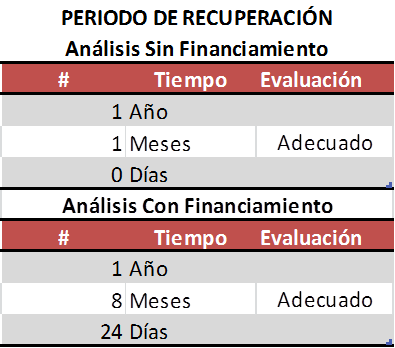 PERIODO DE RECUPERACIÓN
Análisis Sin Financiamiento
# Tiempo Evaluación
1 Año
1 Meses Adecuado
0 Días
Análisis Con Financiamiento
# Tiempo Evaluación
1 Año
8 Meses Adecuado
24 Días